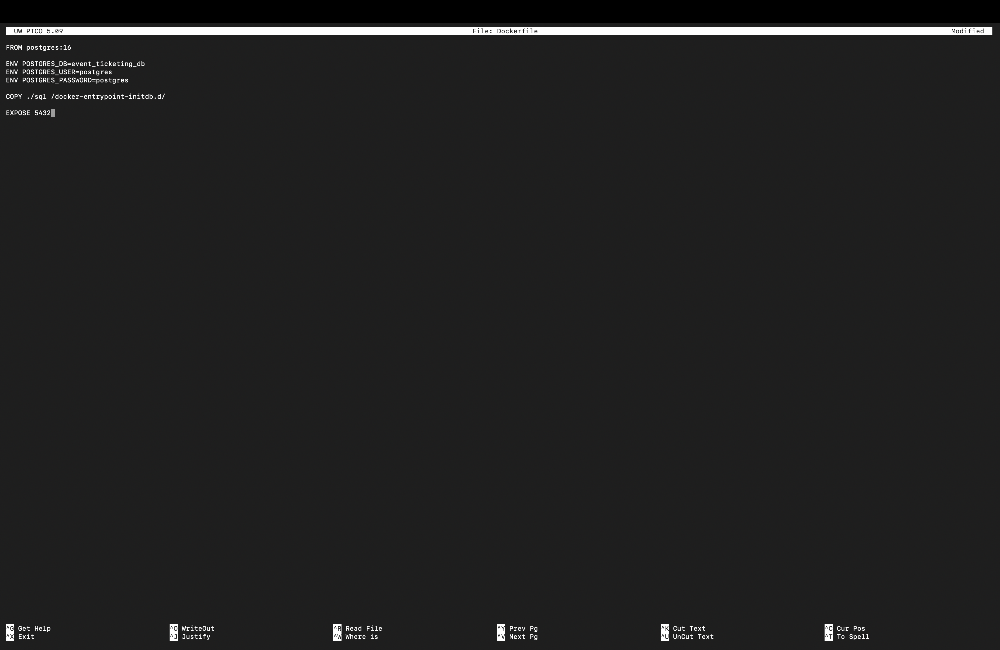 UW PICO 5.09 File: Dockerfile Modified
FROM postgres:16
ENV POSTGRES_DB=event_ticketing_db
ENV POSTGRES_USER=postgres
ENV POSTGRES_PASSWORD=postgres
COPY ./sql /docker-entrypoint-initdb.d/
EXPOSE 5432
^G Get Help ^O WriteOut ^R Read File ^Y Prev Pg ^K Cut Text ^C Cur Pos
^X Exit ^J Justify ^W Where is ^V Next Pg ^U UnCut Text ^T To Spell